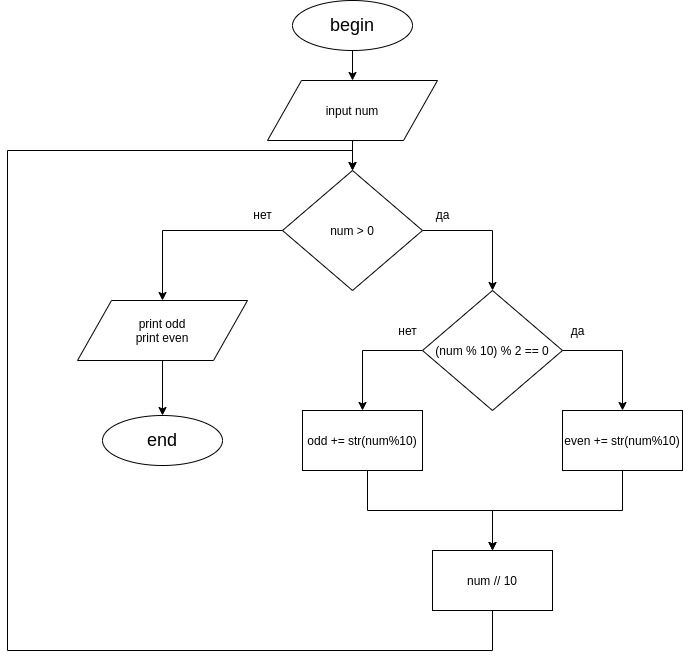 begin
input num
нет
да
num > 0
print odd
print even
нет
да
(num % 10) % 2 == 0
end
odd += str(num%10)
even += str(num%10)
num // 10